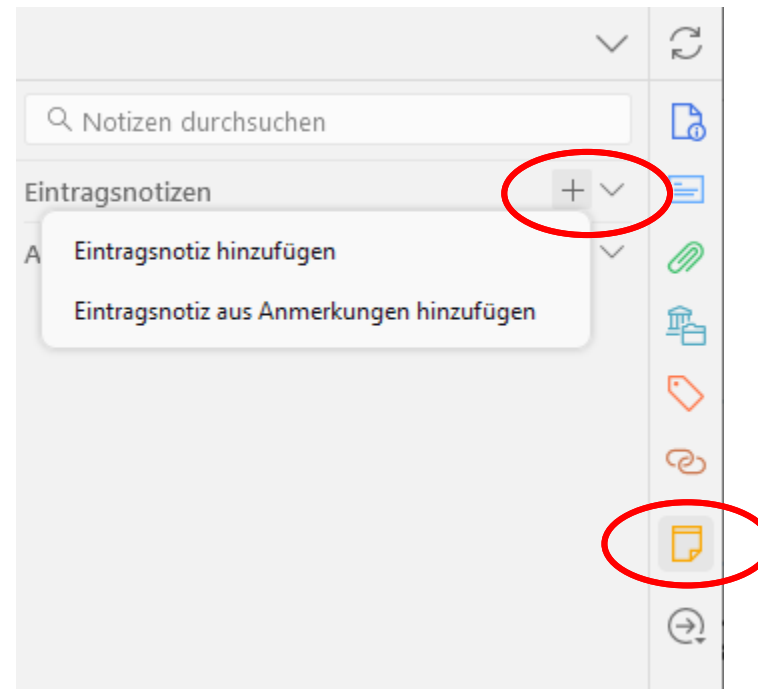 Notizen durchsuchen
Eintragsnotizen
A
Eintragsnotiz hinzufügen
Eintragsnotiz aus Anmerkungen hinzufügen